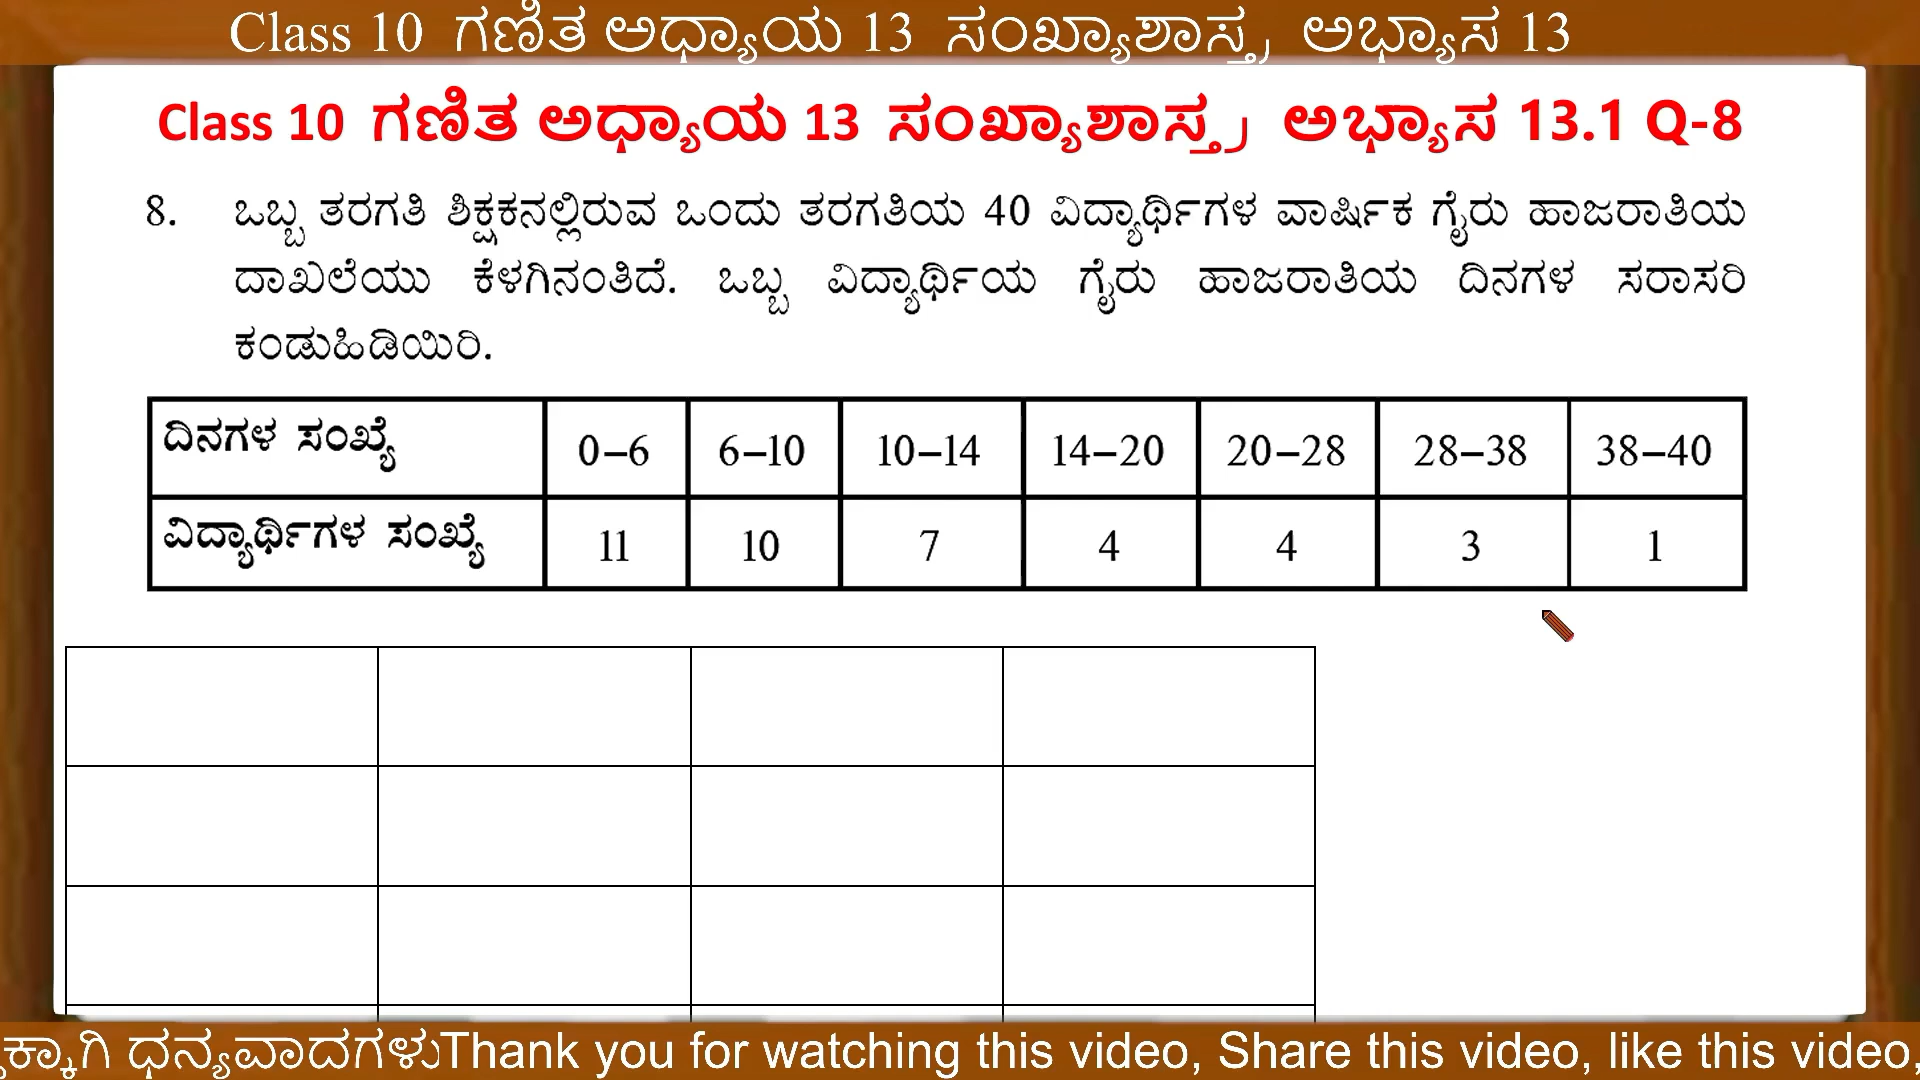 Class 10 ಗಣಿತ ಅಧ್ಯಾಯ 13 ಸಂಖ್ಯಾಶಾಸ್ತ್ರ ಅಭ್ಯಾಸ 13
Class 10 ಗಣಿತ ಅಧ್ಯಾಯ 13 ಸಂಖ್ಯಾಶಾಸ್ತ್ರ ಅಭ್ಯಾಸ 13.1 Q-8
8. ಒಬ್ಬ ತರಗತಿ ಶಿಕ್ಷಕನಲ್ಲಿರುವ ಒಂದು ತರಗತಿಯ 40 ವಿದ್ಯಾರ್ಥಿಗಳ ವಾರ್ಷಿಕ ಗೈರು ಹಾಜರಾತಿಯ
ದಾಖಲೆಯು ಕೆಳಗಿನಂತಿದೆ. ಒಬ್ಬ ವಿದ್ಯಾರ್ಥಿಯ ಗೈರು ಹಾಜರಾತಿಯ ದಿನಗಳ ಸರಾಸರಿ
ಕಂಡುಹಿಡಿಯಿರಿ.
ದಿನಗಳ ಸಂಖ್ಯೆ 0–6 6–10 10–14 14–20 20–28 28–38 38–40
ವಿದ್ಯಾರ್ಥಿಗಳ ಸಂಖ್ಯೆ 11 10 7 4 4 3 1
ಧನ್ಯವಾದಗಳು Thank you for watching this video, Share this video, like this video,